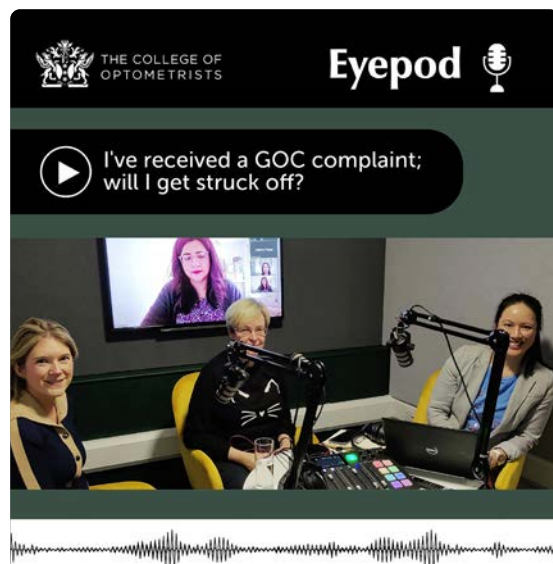 THE COLLEGE OF
OPTOMETRISTS
Eyepod
I've received a GOC complaint;
will I get struck off?